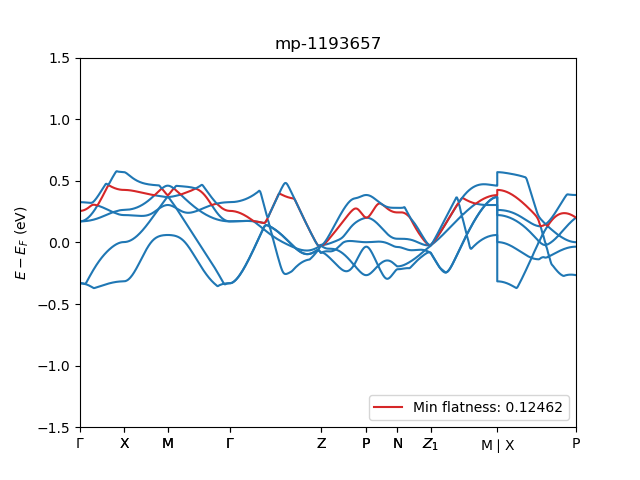 mp-1193657
E − E_F (eV)
1.5
1.0
0.5
0.0
−0.5
−1.0
−1.5
Min flatness: 0.12462
Γ X M Γ Z P N Z₁ M | X P